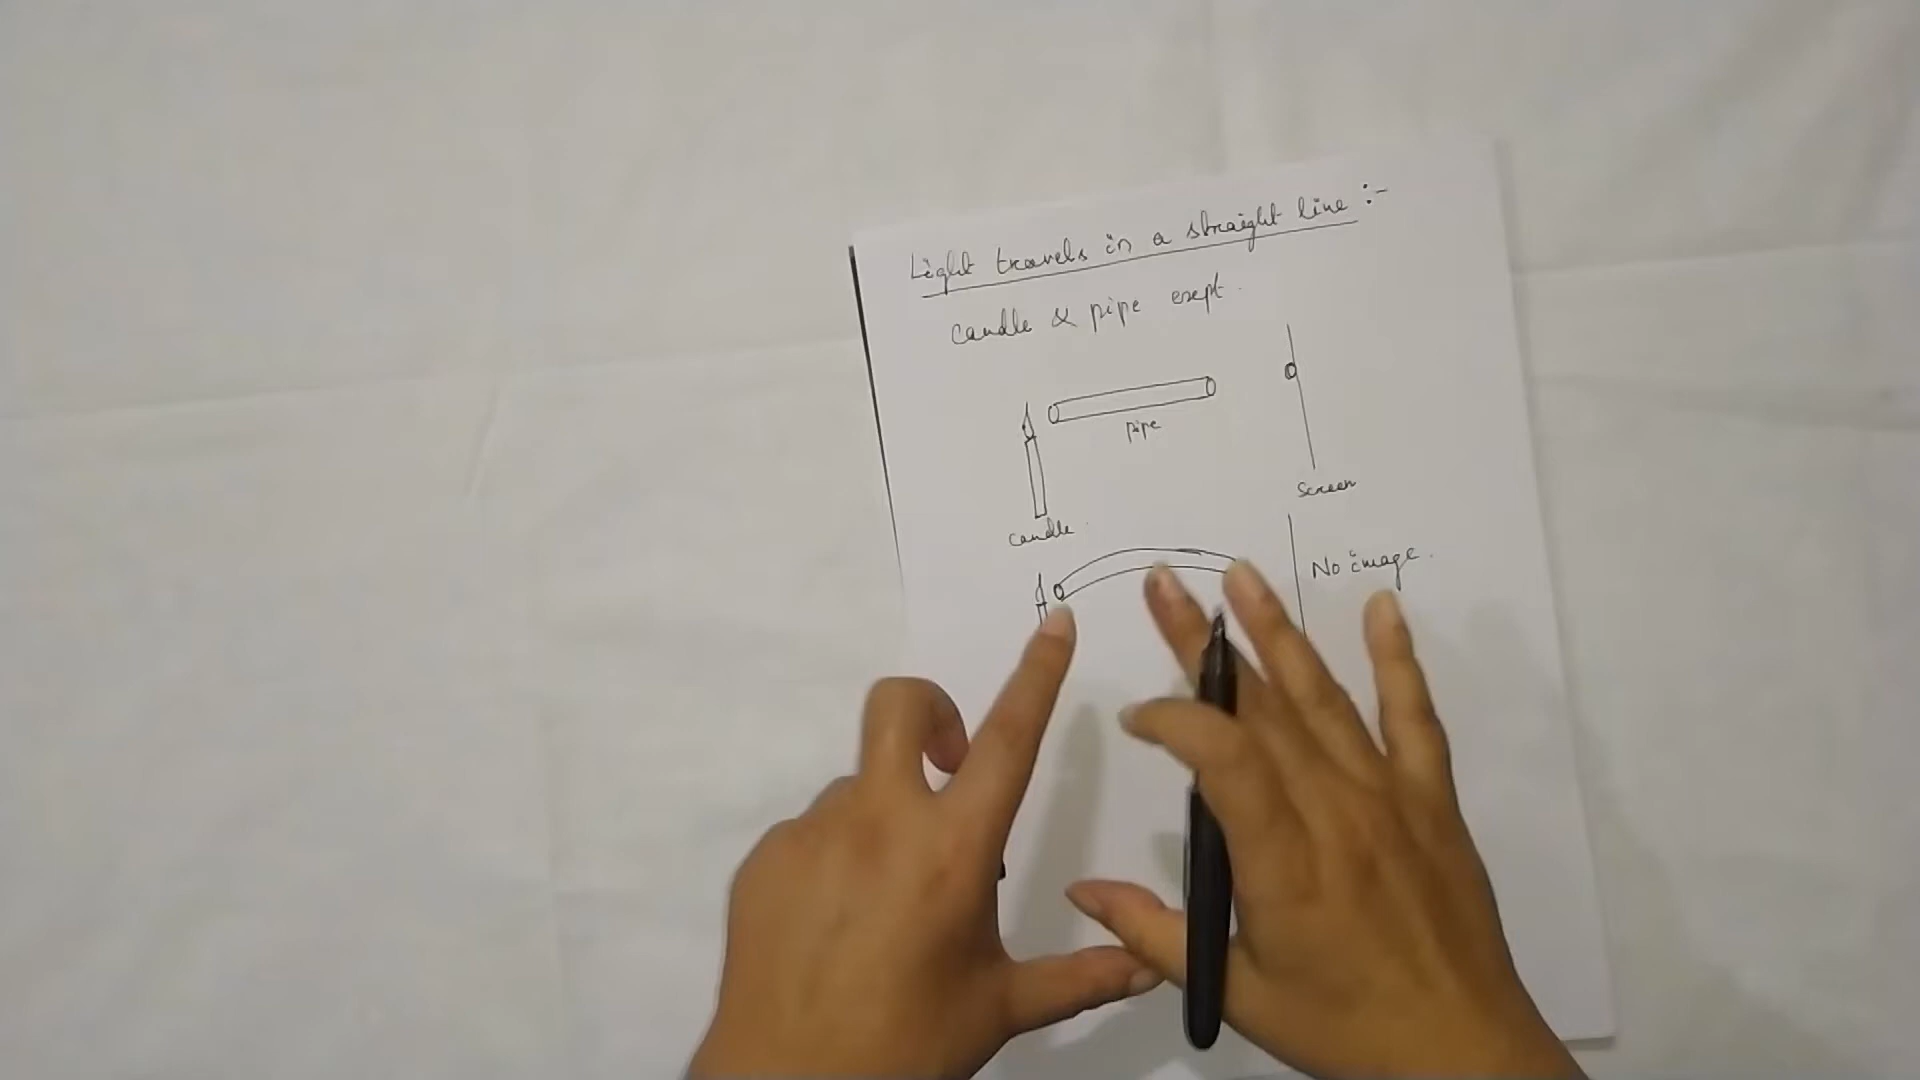 Light travels in a straight line :-
Candle & pipe expt.
pipe
Screen
Candle.
No image.